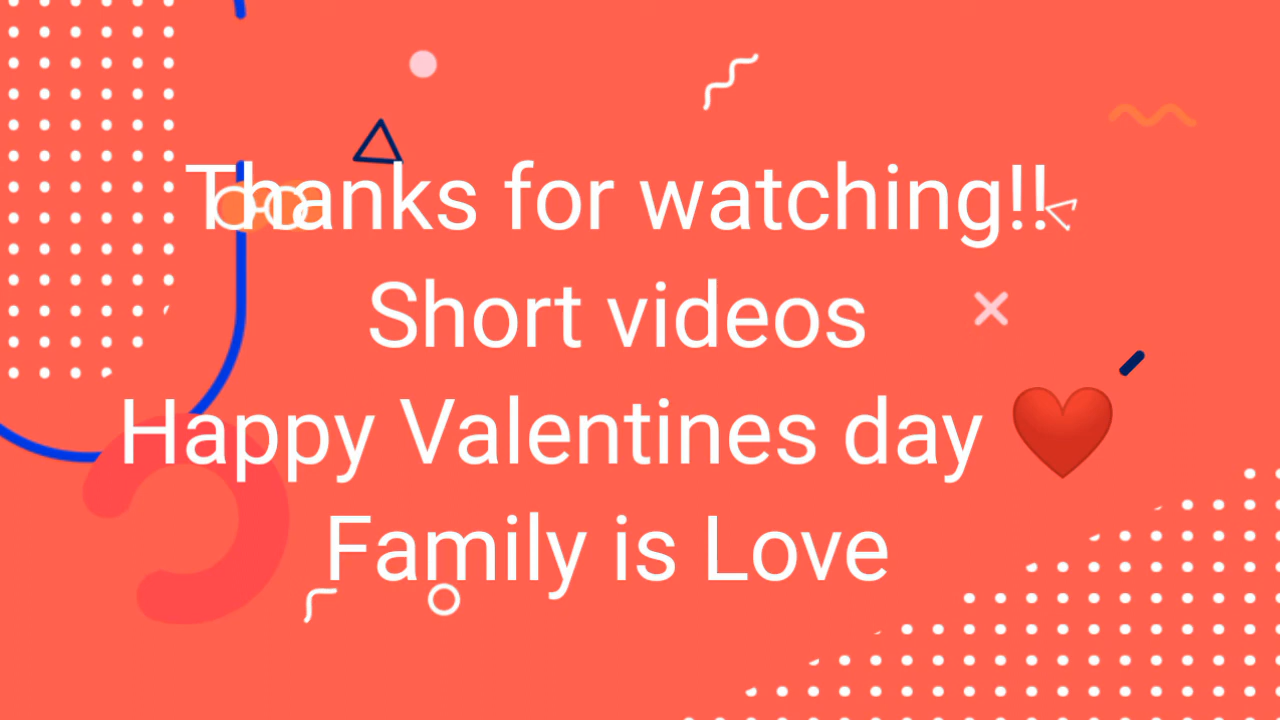 Thanks for watching!!
Short videos
Happy Valentines day ❤️
Family is Love